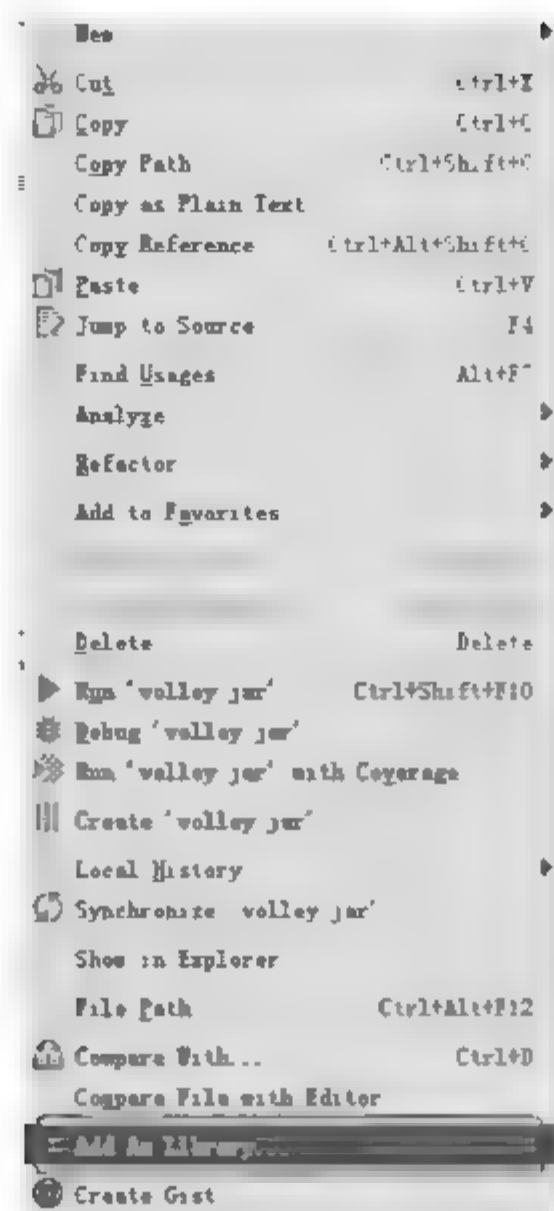 New
Cut Ctrl+X
Copy Ctrl+C
Copy Path Ctrl+Shift+C
Copy as Plain Text
Copy Reference Ctrl+Alt+Shift+C
Paste Ctrl+V
Jump to Source F4
Find Usages Alt+F7
Analyze
Refactor
Add to Favorites
Delete Delete
Run 'volley jar' Ctrl+Shift+F10
Debug 'volley jar'
Run 'volley jar' with Coverage
Create 'volley jar'
Local History
Synchronize 'volley jar'
Show in Explorer
File Path Ctrl+Alt+F12
Compare With... Ctrl+D
Compare File with Editor
Add As Library...
Create Gist